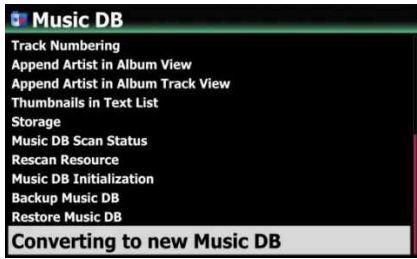 Music DB
Track Numbering
Append Artist in Album View
Append Artist in Album Track View
Thumbnails in Text List
Storage
Music DB Scan Status
Rescan Resource
Music DB Initialization
Backup Music DB
Restore Music DB
Converting to new Music DB